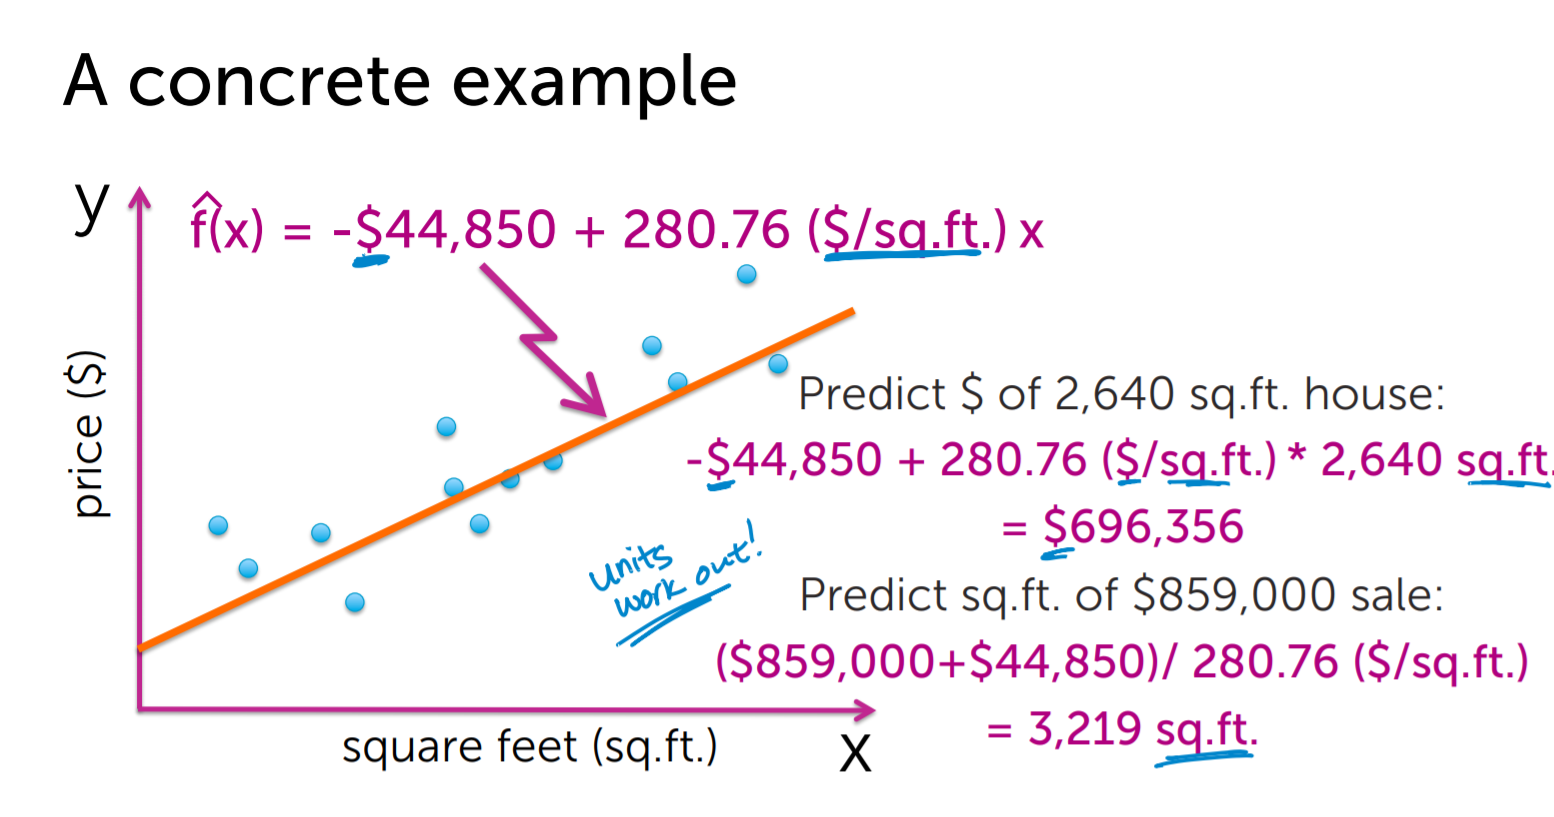 A concrete example
y
f̂(x) = -$44,850 + 280.76 ($/sq.ft.) x
price ($)
Predict $ of 2,640 sq.ft. house:
-$44,850 + 280.76 ($/sq.ft.) * 2,640 sq.ft.
= $696,356
units
work out!
Predict sq.ft. of $859,000 sale:
($859,000+$44,850)/ 280.76 ($/sq.ft.)
= 3,219 sq.ft.
square feet (sq.ft.)
x